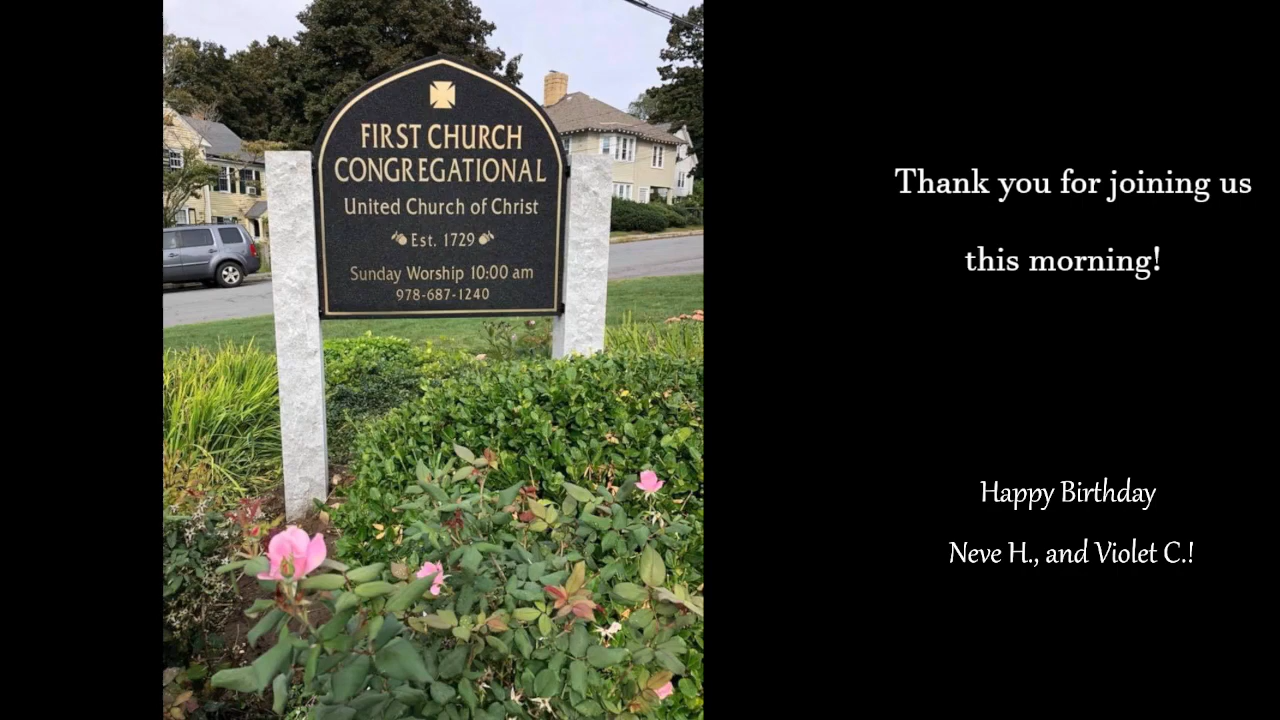 FIRST CHURCH
CONGREGATIONAL
United Church of Christ
Est. 1729
Sunday Worship 10:00 am
978-687-1240
Thank you for joining us
this morning!
Happy Birthday
Neve H., and Violet C.!